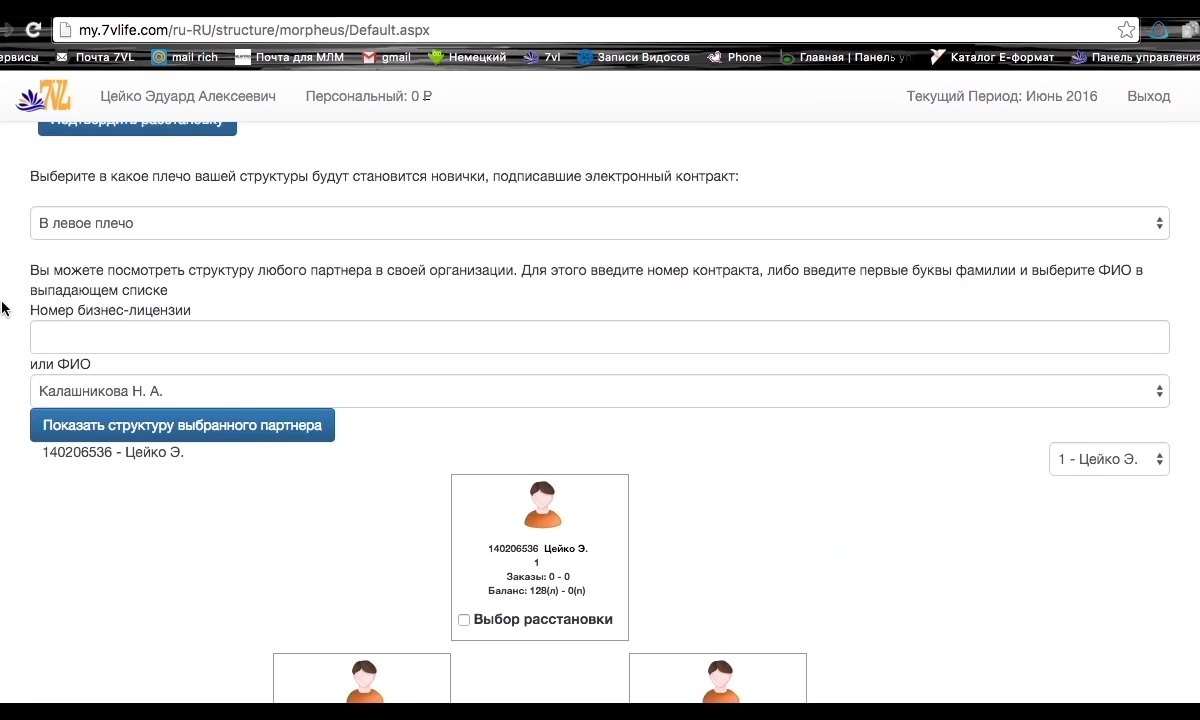 my.7vlife.com/ru-RU/structure/morpheus/Default.aspx
ервисы Почта 7VL mail rich Почта для МЛМ gmail Немецкий 7vl Записи Видосов Phone Главная | Панель Каталог Е-формат Панель управления
7VL Цейко Эдуард Алексеевич Персональный: 0 ₽ Текущий Период: Июнь 2016 Выход
Подтвердить расстановку
Выберите в какое плечо вашей структуры будут становится новички, подписавшие электронный контракт:
В левое плечо
Вы можете посмотреть структуру любого партнера в своей организации. Для этого введите номер контракта, либо введите первые буквы фамилии и выберите ФИО в
выпадающем списке
Номер бизнес-лицензии
или ФИО
Калашникова Н. А.
Показать структуру выбранного партнера
140206536 - Цейко Э.
1 - Цейко Э.
140206536 Цейко Э.
1
Заказы: 0 - 0
Баланс: 128(л) - 0(п)
Выбор расстановки